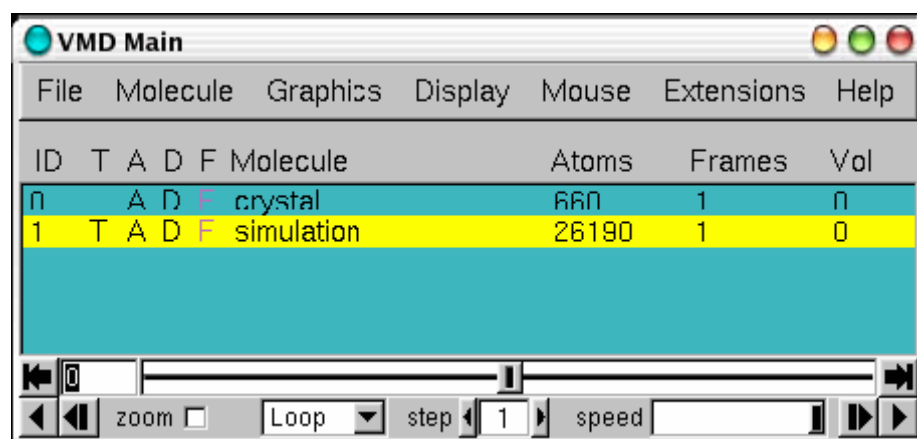 VMD Main
File Molecule Graphics Display Mouse Extensions Help
ID T A D F Molecule Atoms Frames Vol
0 A D F crystal 660 1 0
1 T A D F simulation 26190 1 0
0
zoom Loop step 1 speed